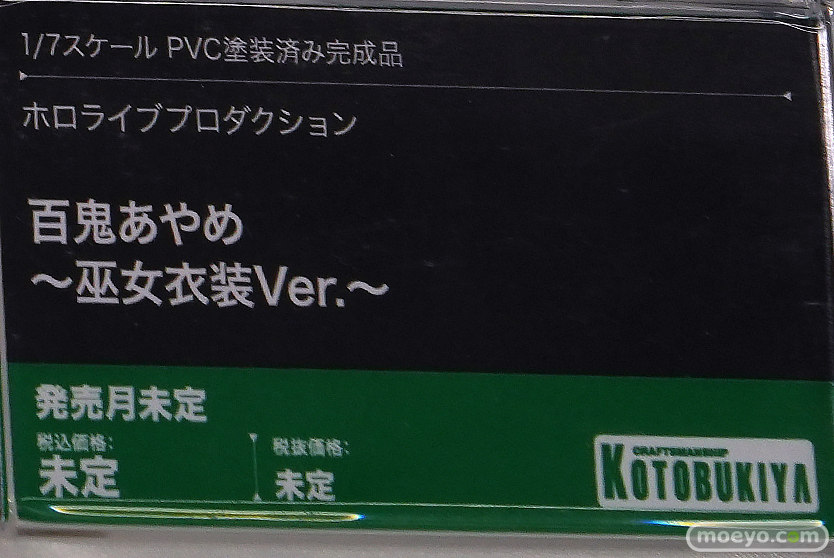 1/7スケール PVC塗装済み完成品
ホロライブプロダクション
百鬼あやめ
～巫女衣装Ver.～
発売月未定
税込価格:
未定
税抜価格:
未定
CRAFTSMANSHIP
KOTOBUKIYA
moeyo.com